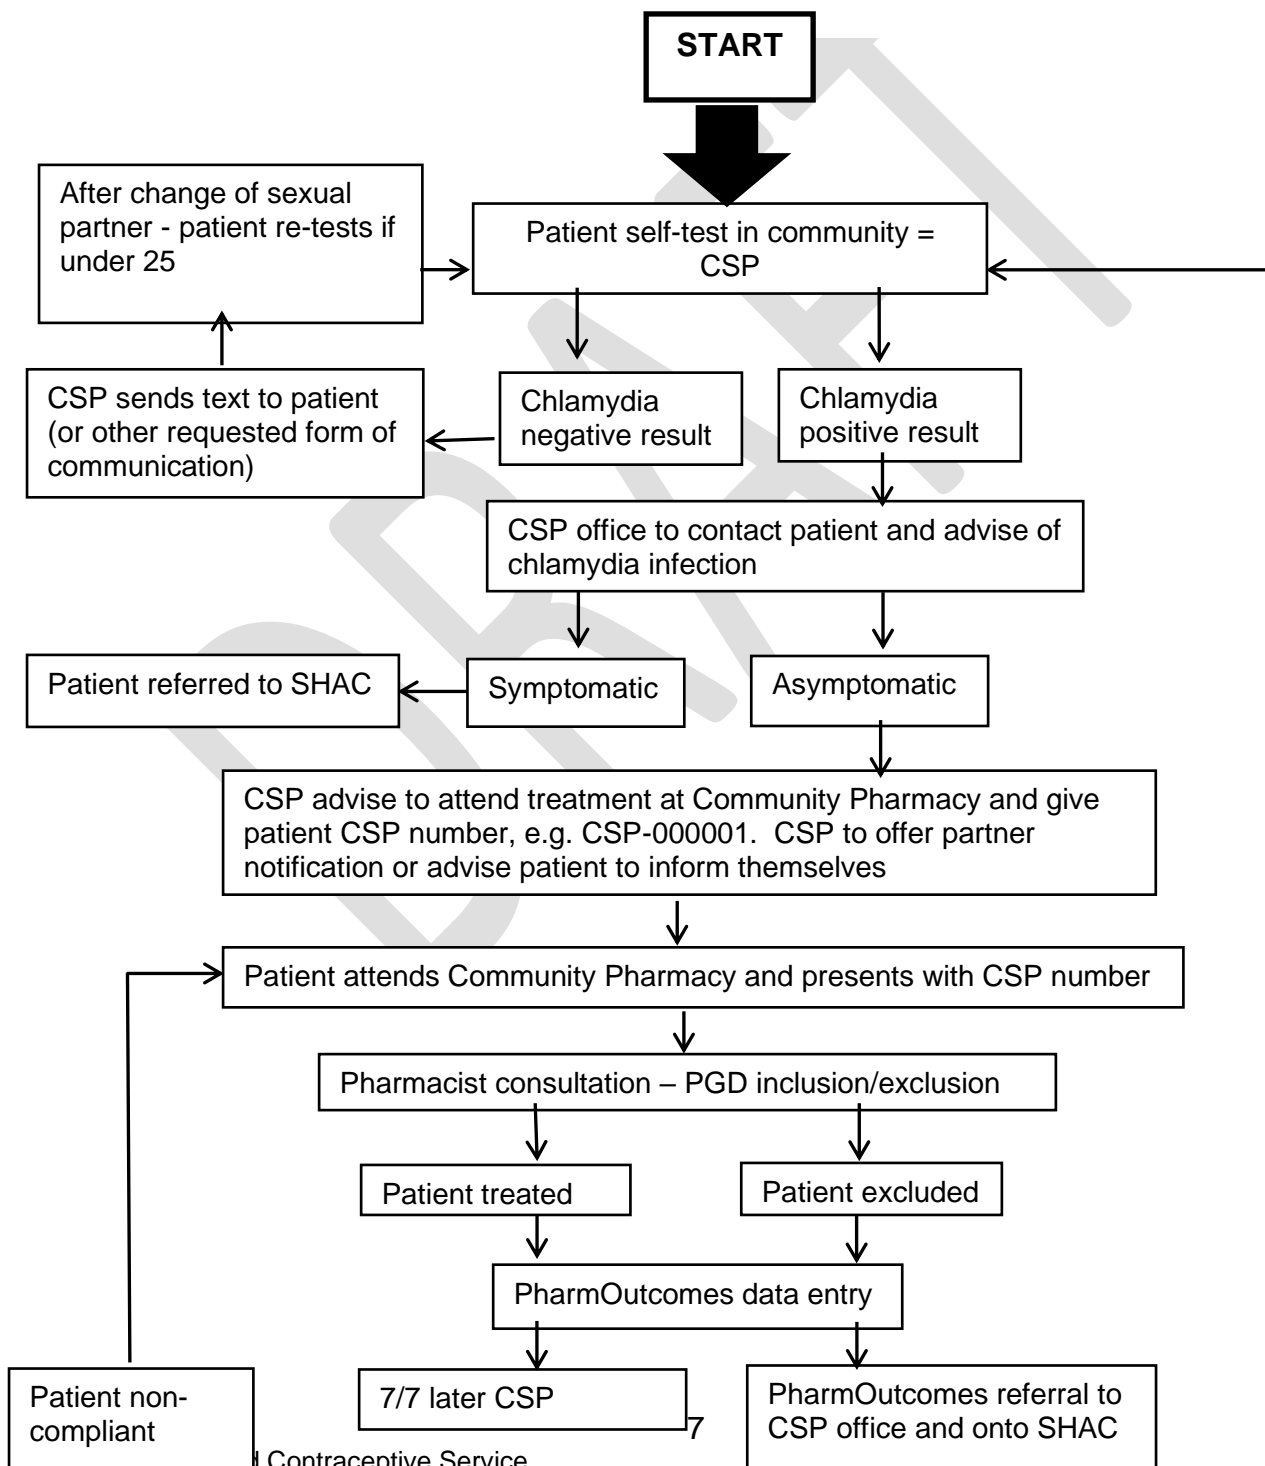 START
After change of sexual
partner - patient re-tests if
under 25
Patient self-test in community =
CSP
CSP sends text to patient
(or other requested form of
communication)
Chlamydia
negative result
Chlamydia
positive result
CSP office to contact patient and advise of
chlamydia infection
Patient referred to SHAC
Symptomatic
Asymptomatic
CSP advise to attend treatment at Community Pharmacy and give
patient CSP number, e.g. CSP-000001. CSP to offer partner
notification or advise patient to inform themselves
Patient attends Community Pharmacy and presents with CSP number
Pharmacist consultation – PGD inclusion/exclusion
Patient treated
Patient excluded
PharmOutcomes data entry
Patient non-
compliant
7/7 later CSP
PharmOutcomes referral to
CSP office and onto SHAC
7
Contraceptive Service
DRAFT